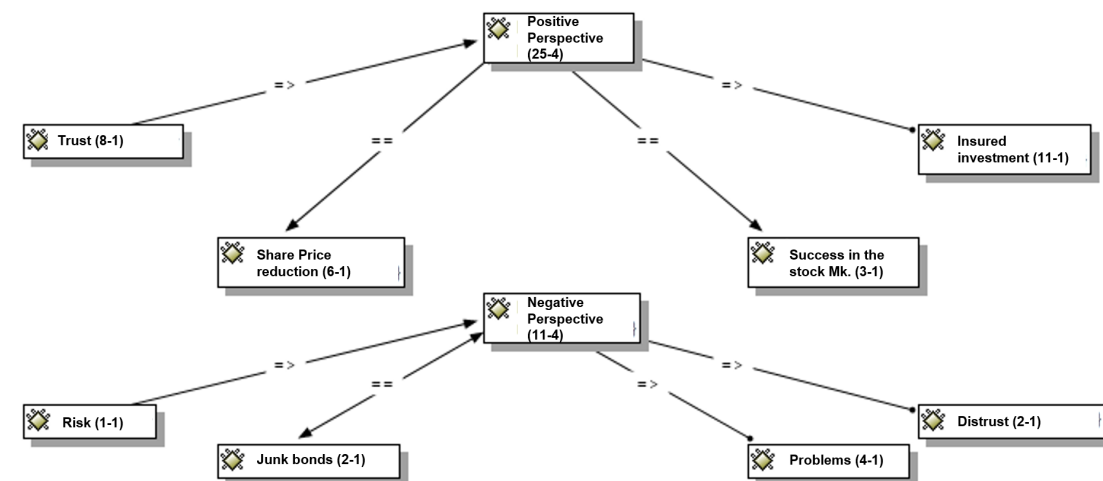 Positive
Perspective
(25-4)
=>
=>
Trust (8-1)
==
==
Insured
investment (11-1)
Share Price
reduction (6-1)
Success in the
stock Mk. (3-1)
Negative
Perspective
(11-4)
=>
=>
==
=>
Risk (1-1)
Distrust (2-1)
Junk bonds (2-1)
Problems (4-1)